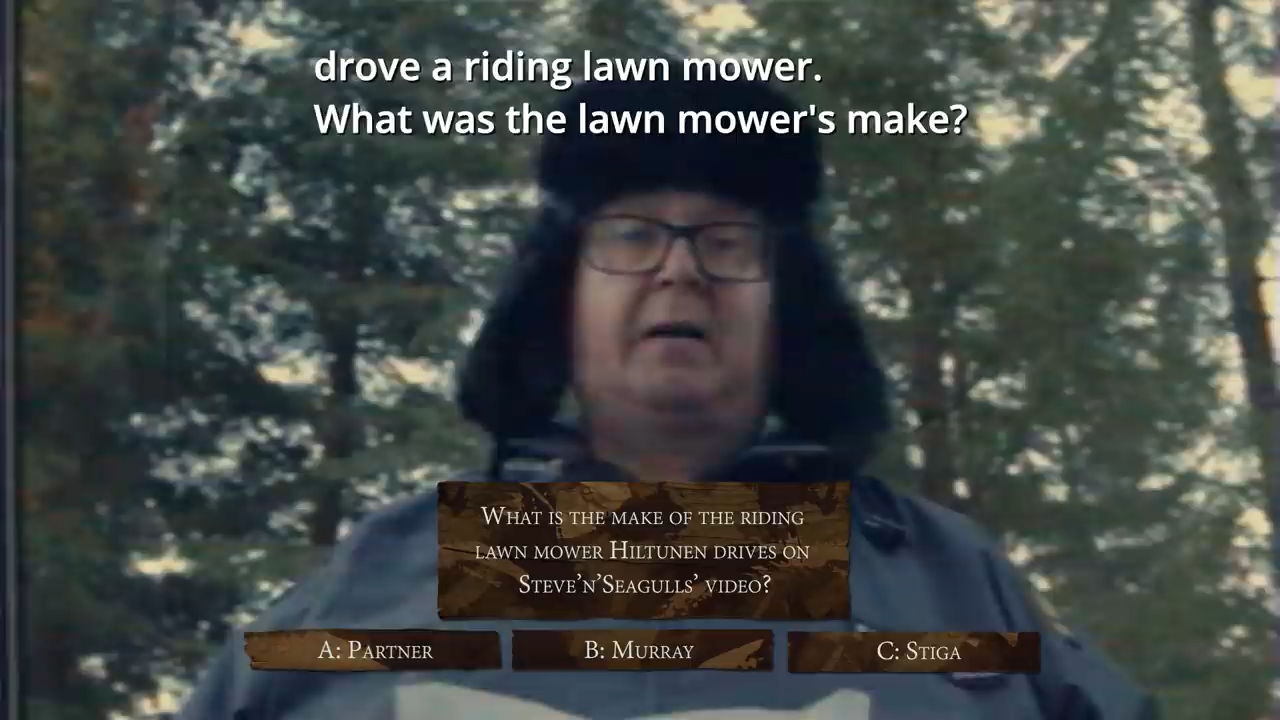 drove a riding lawn mower.
What was the lawn mower's make?
What is the make of the riding
lawn mower Hiltunen drives on
Steve'n'Seagulls' video?
A: Partner
B: Murray
C: Stiga